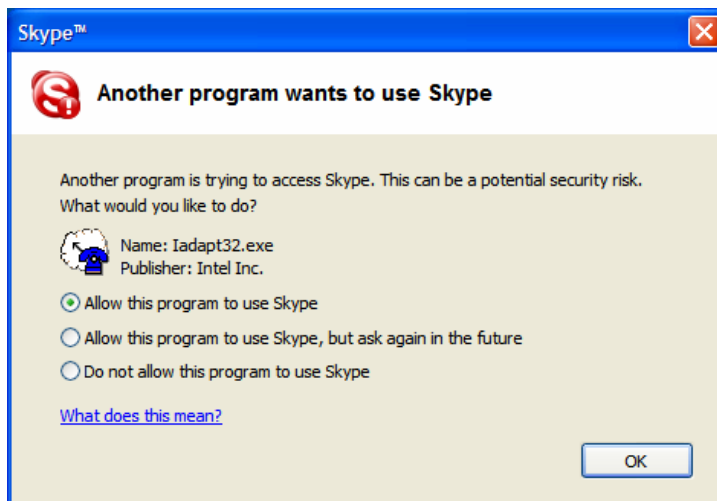 Skype™
Another program wants to use Skype
Another program is trying to access Skype. This can be a potential security risk.
What would you like to do?
Name: Iadapt32.exe
Publisher: Intel Inc.
Allow this program to use Skype
Allow this program to use Skype, but ask again in the future
Do not allow this program to use Skype
What does this mean?
OK